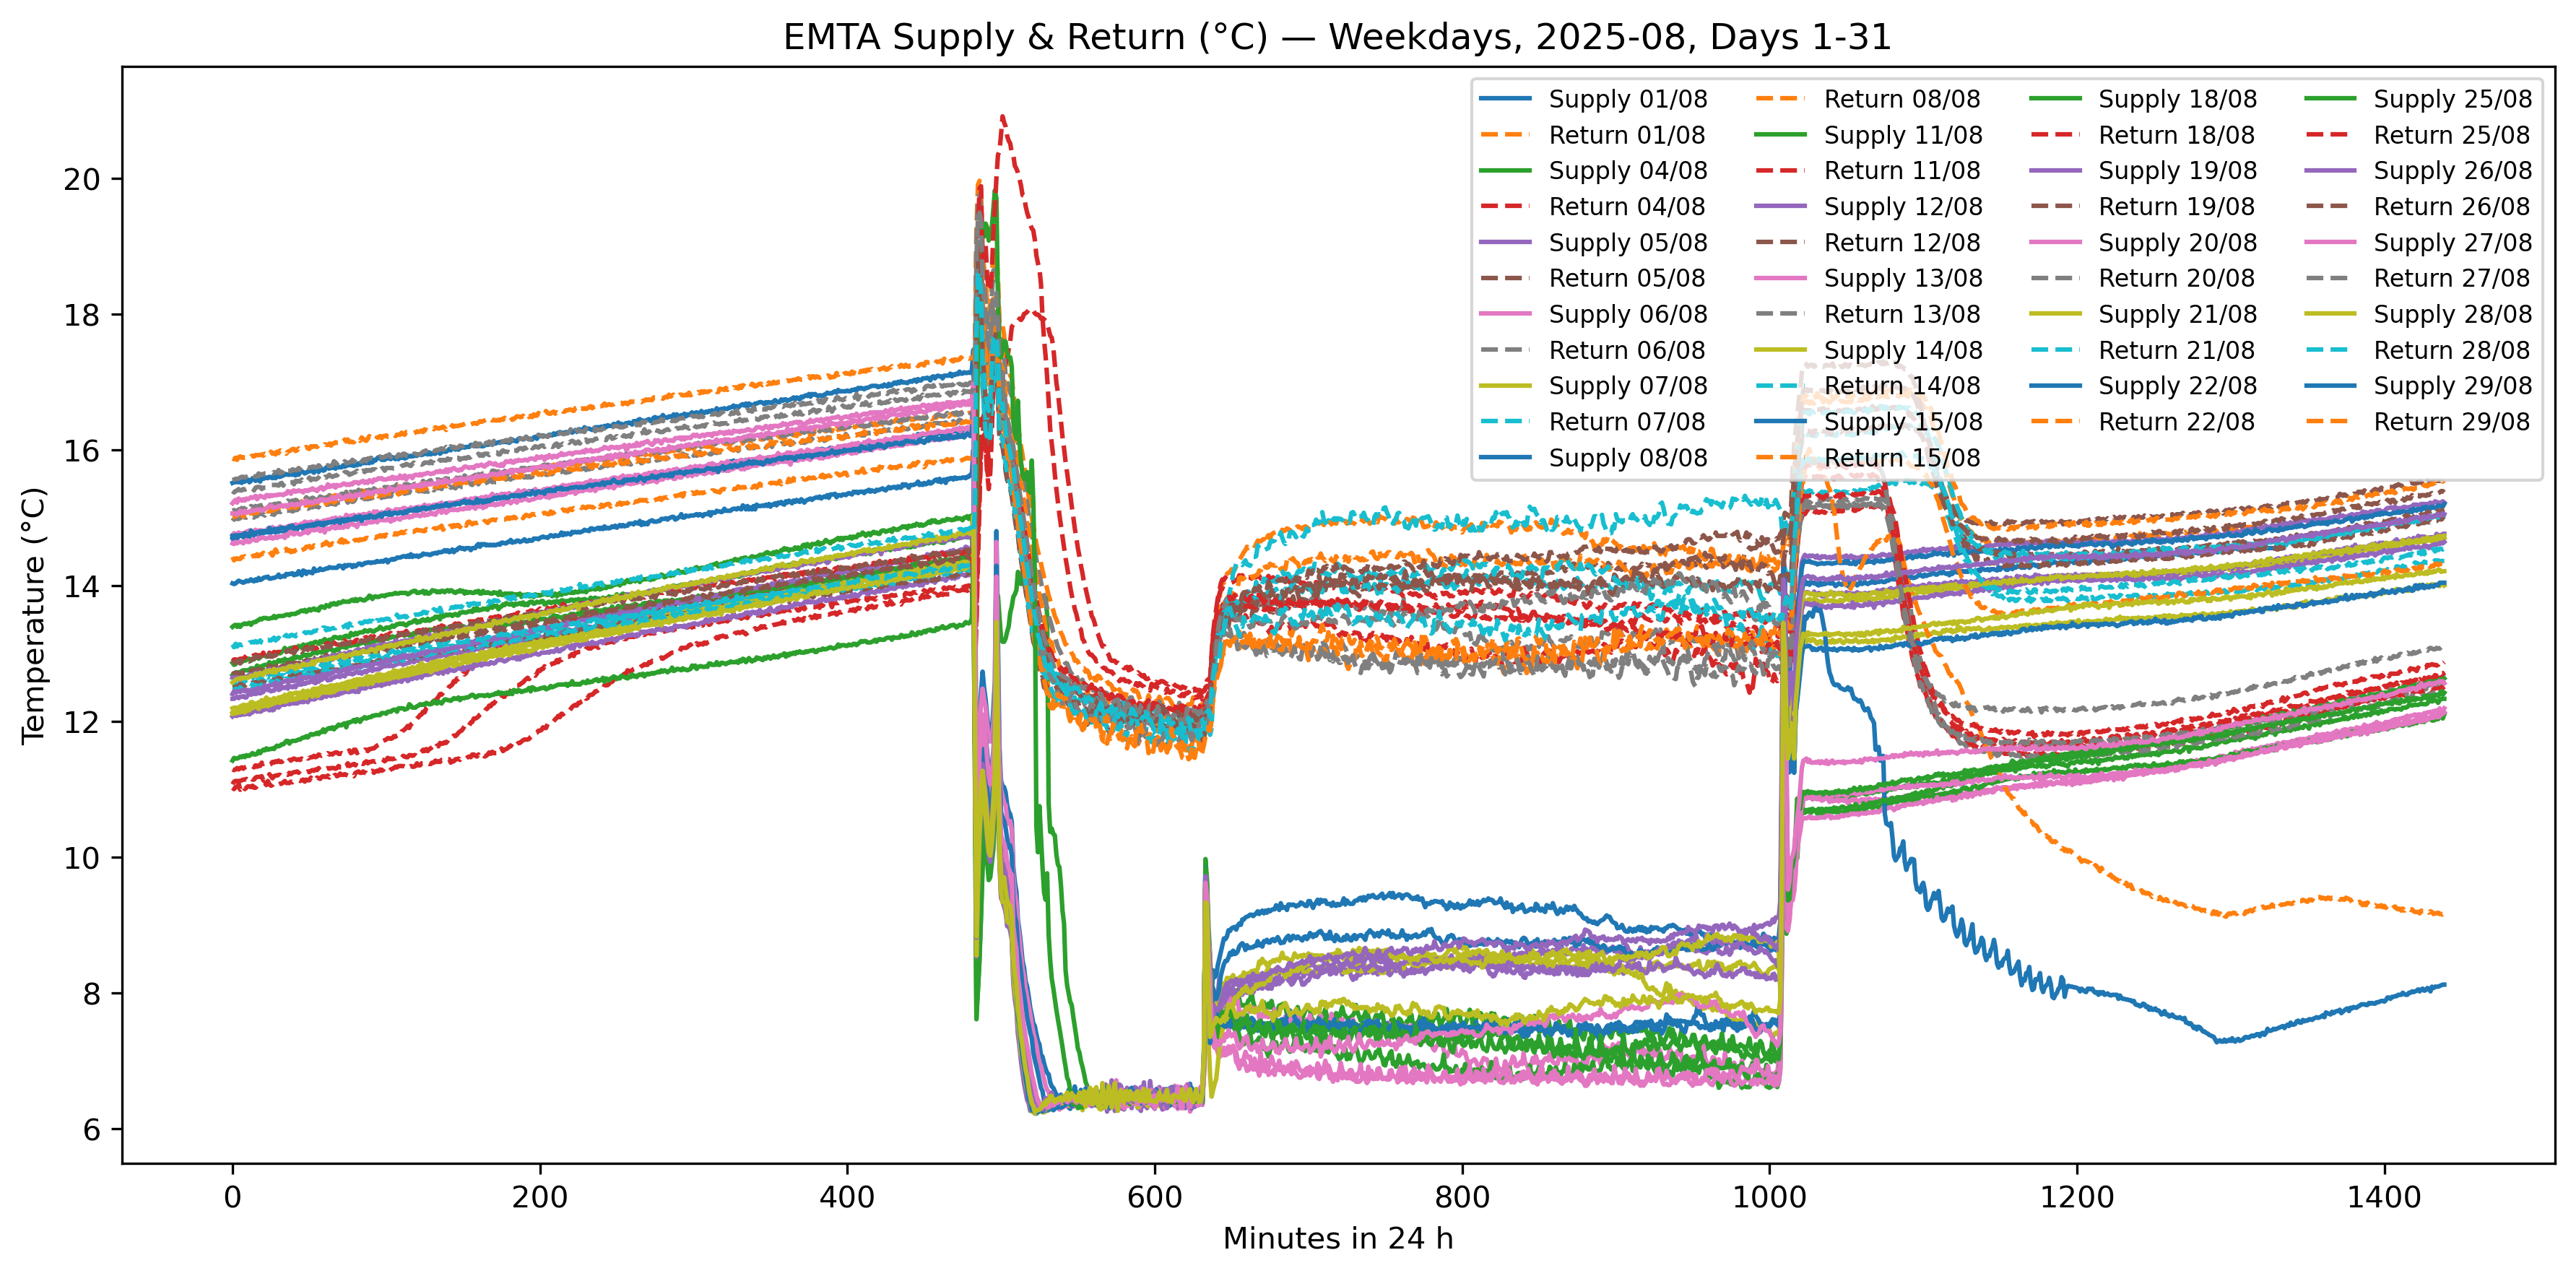 EMTA Supply & Return (°C) — Weekdays, 2025-08, Days 1-31
Temperature (°C)
20
18
16
14
12
10
8
6
0
200
400
600
800
1000
1200
1400
Minutes in 24 h
Supply 01/08
Return 01/08
Supply 04/08
Return 04/08
Supply 05/08
Return 05/08
Supply 06/08
Return 06/08
Supply 07/08
Return 07/08
Supply 08/08
Return 08/08
Supply 11/08
Return 11/08
Supply 12/08
Return 12/08
Supply 13/08
Return 13/08
Supply 14/08
Return 14/08
Supply 15/08
Return 15/08
Supply 18/08
Return 18/08
Supply 19/08
Return 19/08
Supply 20/08
Return 20/08
Supply 21/08
Return 21/08
Supply 22/08
Return 22/08
Supply 25/08
Return 25/08
Supply 26/08
Return 26/08
Supply 27/08
Return 27/08
Supply 28/08
Return 28/08
Supply 29/08
Return 29/08